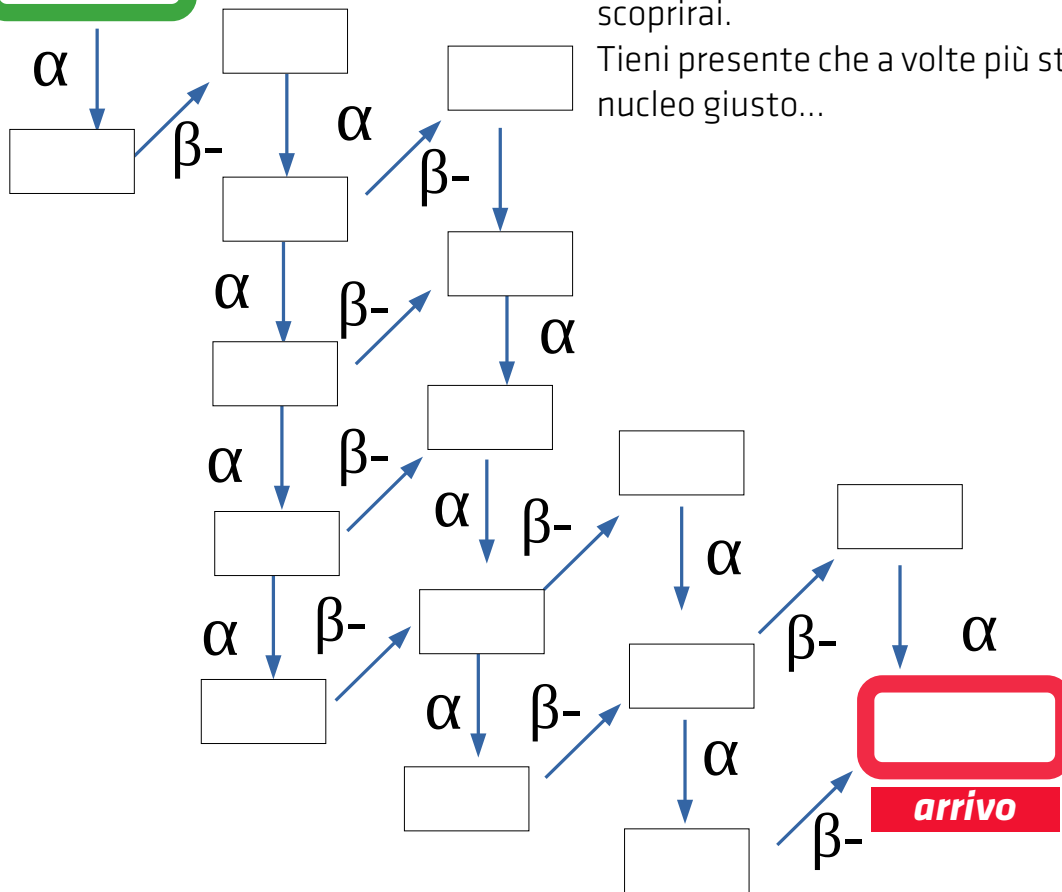 scoprirai.
Tieni presente che a volte più st
nucleo giusto...
α
β-
α
β-
α
β-
α
α
β-
α
β-
α
α
β-
α
β-
β-
α
α
α
β-
arrivo